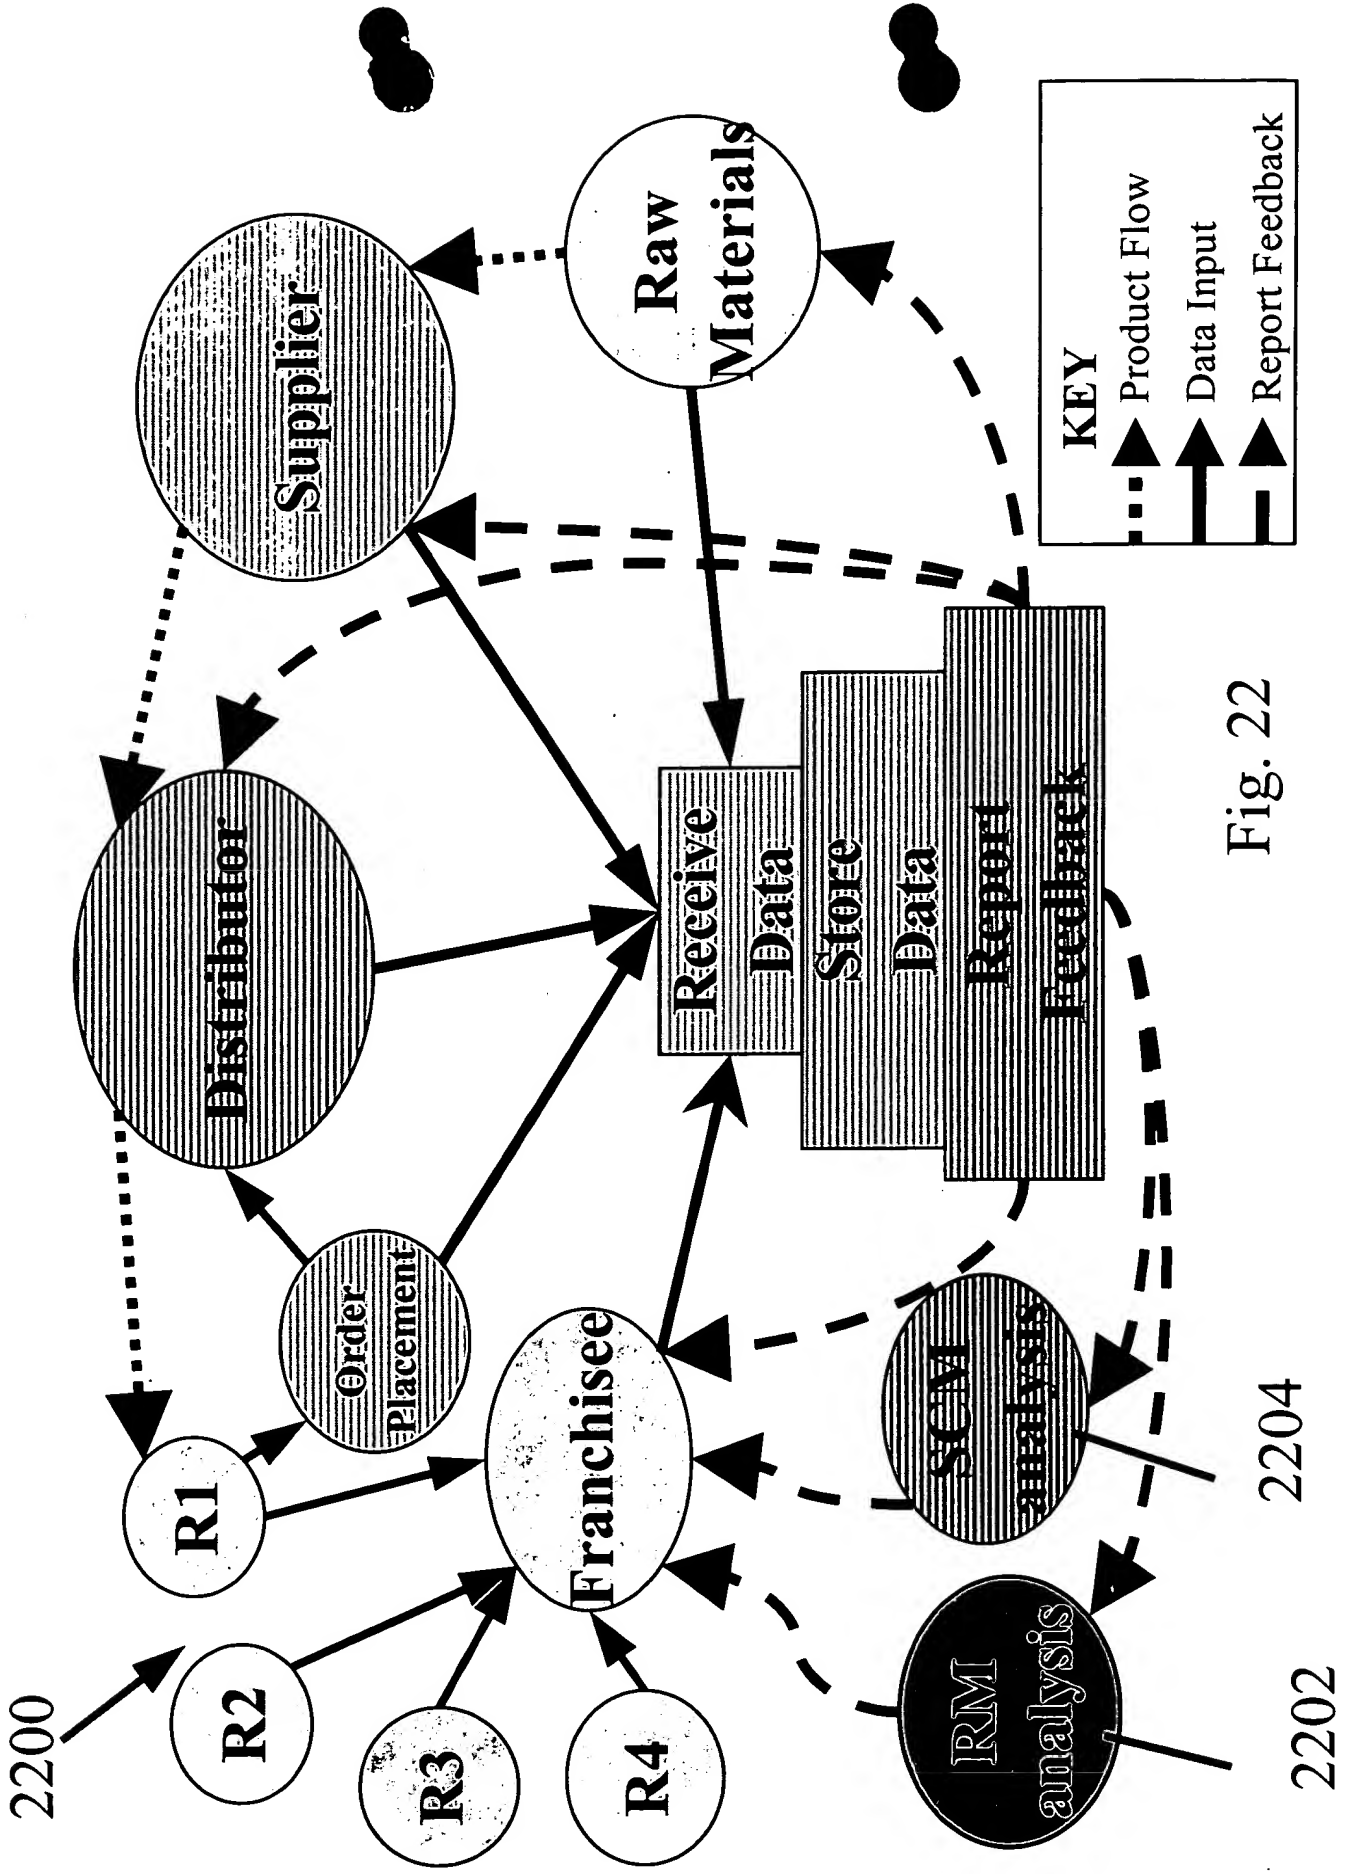 2200
R1
R2
R3
R4
Order
Placement
Distributor
Supplier
Franchisee
Raw
Materials
Receive
Data
Store
Data
Report
Feedback
RM
analysis
SCM
analysis
2202
2204
KEY
Product Flow
Data Input
Report Feedback
Fig. 22